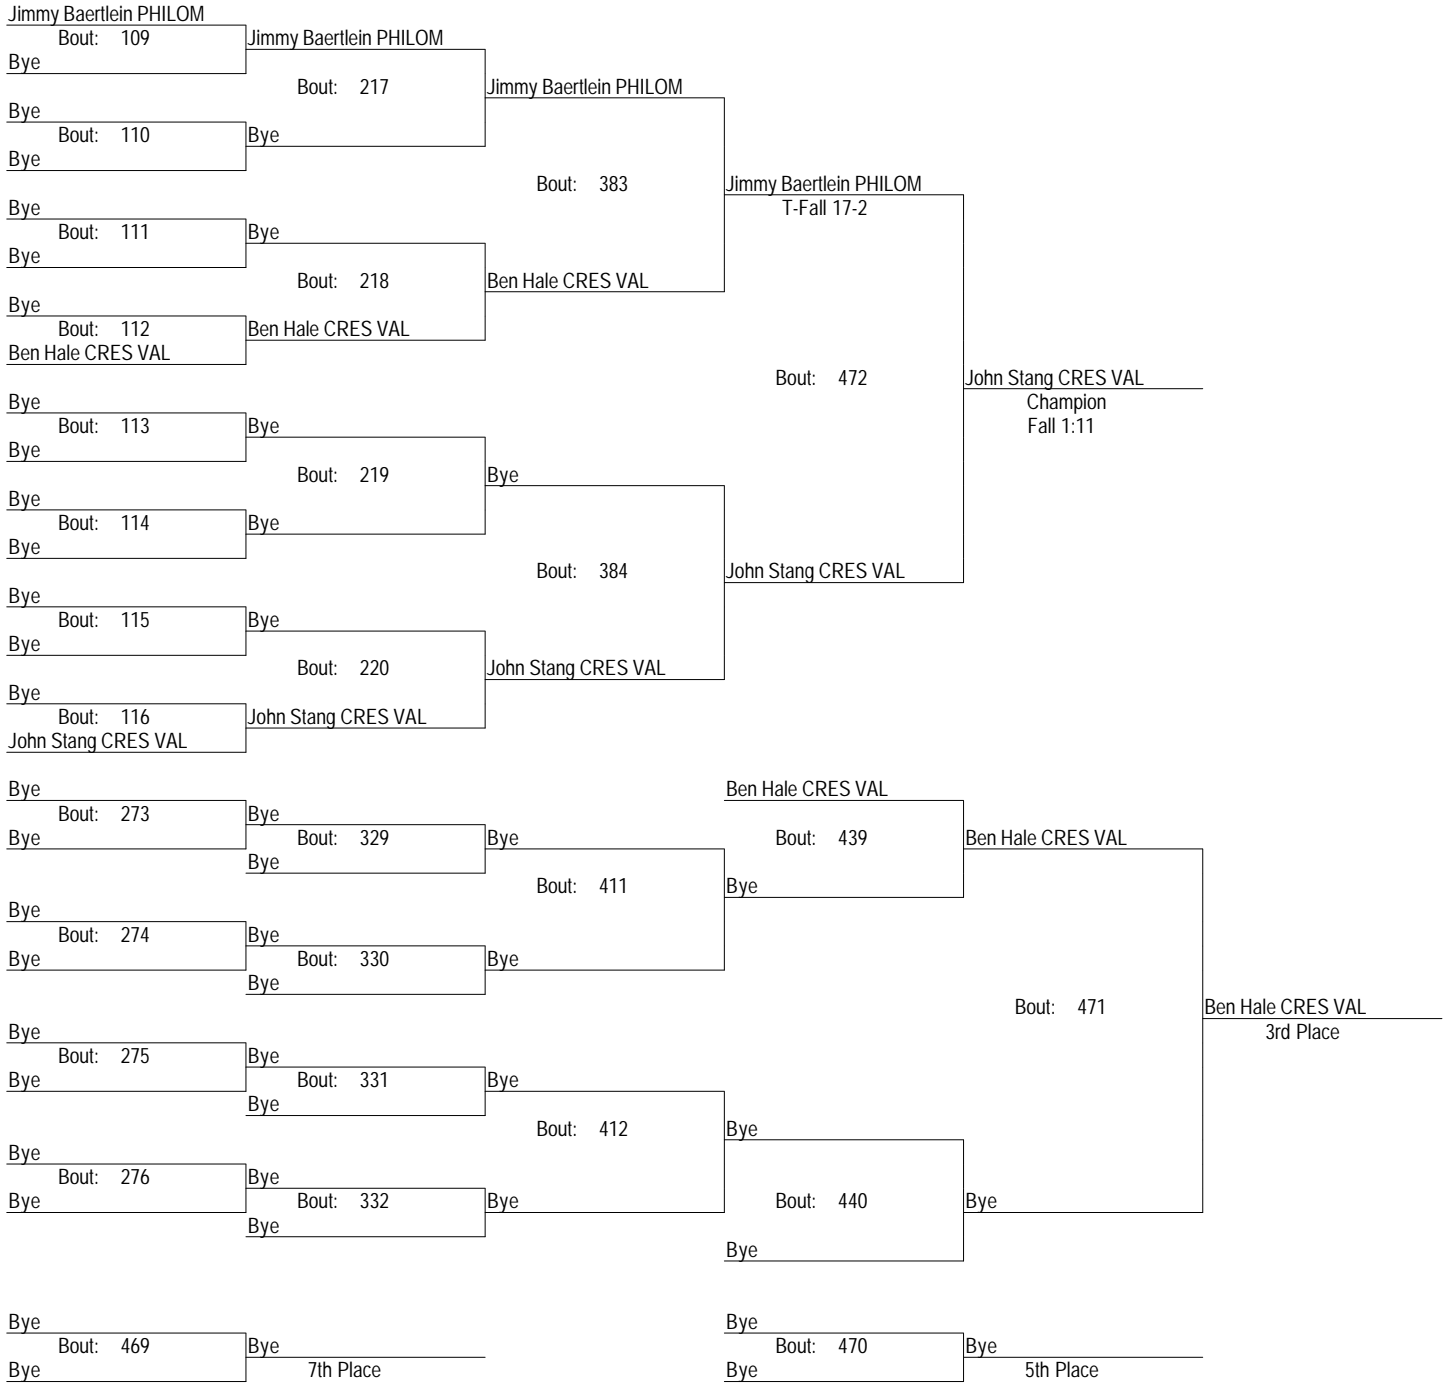 Jimmy Baertlein PHILOM
Bout: 109
Bye
Jimmy Baertlein PHILOM
Bout: 217
Jimmy Baertlein PHILOM
Bye
Bout: 110
Bye
Bye
Bout: 383
Jimmy Baertlein PHILOM
T-Fall 17-2
Bye
Bout: 111
Bye
Bye
Bout: 218
Ben Hale CRES VAL
Bye
Bout: 112
Ben Hale CRES VAL
Ben Hale CRES VAL
Bout: 472
John Stang CRES VAL
Champion
Fall 1:11
Bye
Bout: 113
Bye
Bye
Bout: 219
Bye
Bye
Bout: 114
Bye
Bye
Bout: 384
John Stang CRES VAL
Bye
Bout: 115
Bye
Bye
Bout: 220
John Stang CRES VAL
Bye
Bout: 116
John Stang CRES VAL
John Stang CRES VAL
Bye
Bout: 273
Bye
Bye
Bout: 329
Bye
Bye
Bout: 411
Ben Hale CRES VAL
Bout: 439
Bye
Ben Hale CRES VAL
Bye
Bout: 274
Bye
Bye
Bout: 330
Bye
Bye
Bout: 471
Ben Hale CRES VAL
3rd Place
Bye
Bout: 275
Bye
Bye
Bout: 331
Bye
Bye
Bout: 412
Bye
Bye
Bout: 276
Bye
Bye
Bout: 332
Bye
Bye
Bout: 440
Bye
Bye
Bye
Bout: 469
Bye
Bye
7th Place
Bye
Bout: 470
Bye
Bye
5th Place